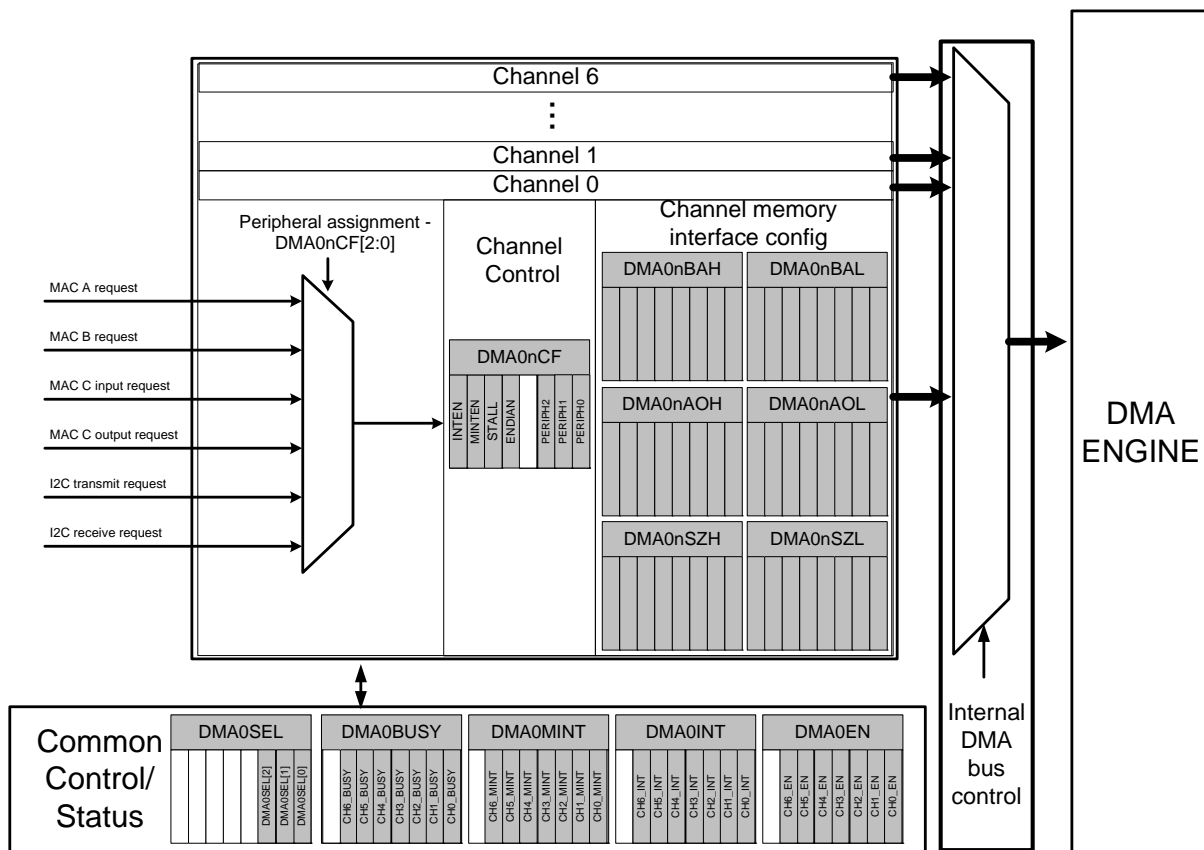 Channel 6
Channel 1
Channel 0
Peripheral assignment -
DMA0nCF[2:0]
MAC A request
MAC B request
MAC C input request
MAC C output request
I2C transmit request
I2C receive request
Channel
Control
DMA0nCF
INTEN
MINTEN
STALL
ENDIAN
PERIPH2
PERIPH1
PERIPH0
Channel memory
interface config
DMA0nBAH
DMA0nBAL
DMA0nAOH
DMA0nAOL
DMA0nSZH
DMA0nSZL
Internal
DMA
bus
control
DMA
ENGINE
Common
Control/
Status
DMA0SEL
DMA0SEL[2]
DMA0SEL[1]
DMA0SEL[0]
DMA0BUSY
CH6_BUSY
CH5_BUSY
CH4_BUSY
CH3_BUSY
CH2_BUSY
CH1_BUSY
CH0_BUSY
DMA0MINT
CH6_MINT
CH5_MINT
CH4_MINT
CH3_MINT
CH2_MINT
CH1_MINT
CH0_MINT
DMA0INT
CH6_INT
CH5_INT
CH4_INT
CH3_INT
CH2_INT
CH1_INT
CH0_INT
DMA0EN
CH6_EN
CH5_EN
CH4_EN
CH3_EN
CH2_EN
CH1_EN
CH0_EN